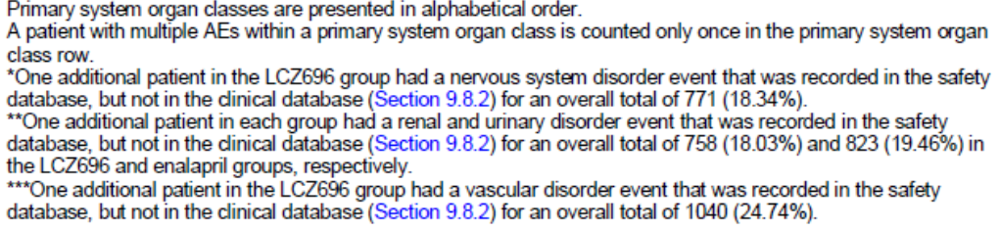 Primary system organ classes are presented in alphabetical order.
A patient with multiple AEs within a primary system organ class is counted only once in the primary system organ
class row.
*One additional patient in the LCZ696 group had a nervous system disorder event that was recorded in the safety
database, but not in the clinical database (Section 9.8.2) for an overall total of 771 (18.34%).
**One additional patient in each group had a renal and urinary disorder event that was recorded in the safety
database, but not in the clinical database (Section 9.8.2) for an overall total of 758 (18.03%) and 823 (19.46%) in
the LCZ696 and enalapril groups, respectively.
***One additional patient in the LCZ696 group had a vascular disorder event that was recorded in the safety
database, but not in the clinical database (Section 9.8.2) for an overall total of 1040 (24.74%).